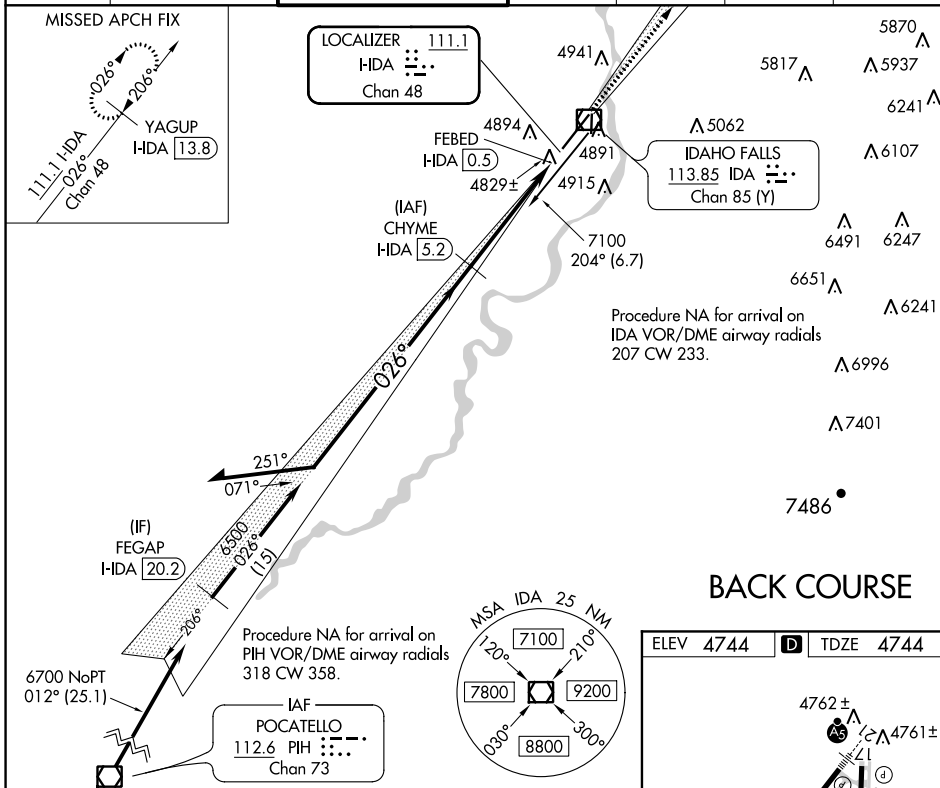 MISSED APCH FIX
026°
206°
YAGUP
I-IDA 13.8
111.1 I-IDA
026°
Chan 48
LOCALIZER 111.1
I-IDA
Chan 48
4941
5870
5817
5937
6241
4894
5062
FEBED
I-IDA 0.5
4829±
4891
4915
IDAHO FALLS
113.85 IDA
Chan 85 (Y)
6107
(IAF)
CHYME
I-IDA 5.2
7100
204° (6.7)
6491
6247
6651
6241
Procedure NA for arrival on
IDA VOR/DME airway radials
207 CW 233.
026°
6996
7401
251°
071°
7486
(IF)
FEGAP
I-IDA 20.2
6500
026°
(15)
206°
BACK COURSE
Procedure NA for arrival on
PIH VOR/DME airway radials
318 CW 358.
6700 NoPT
012° (25.1)
IAF
POCATELLO
112.6 PIH
Chan 73
MSA IDA 25 NM
7100
120°
210°
7800
9200
030°
300°
8800
ELEV 4744 D TDZE 4744
4762±
A5
21
4761±
17
P
P